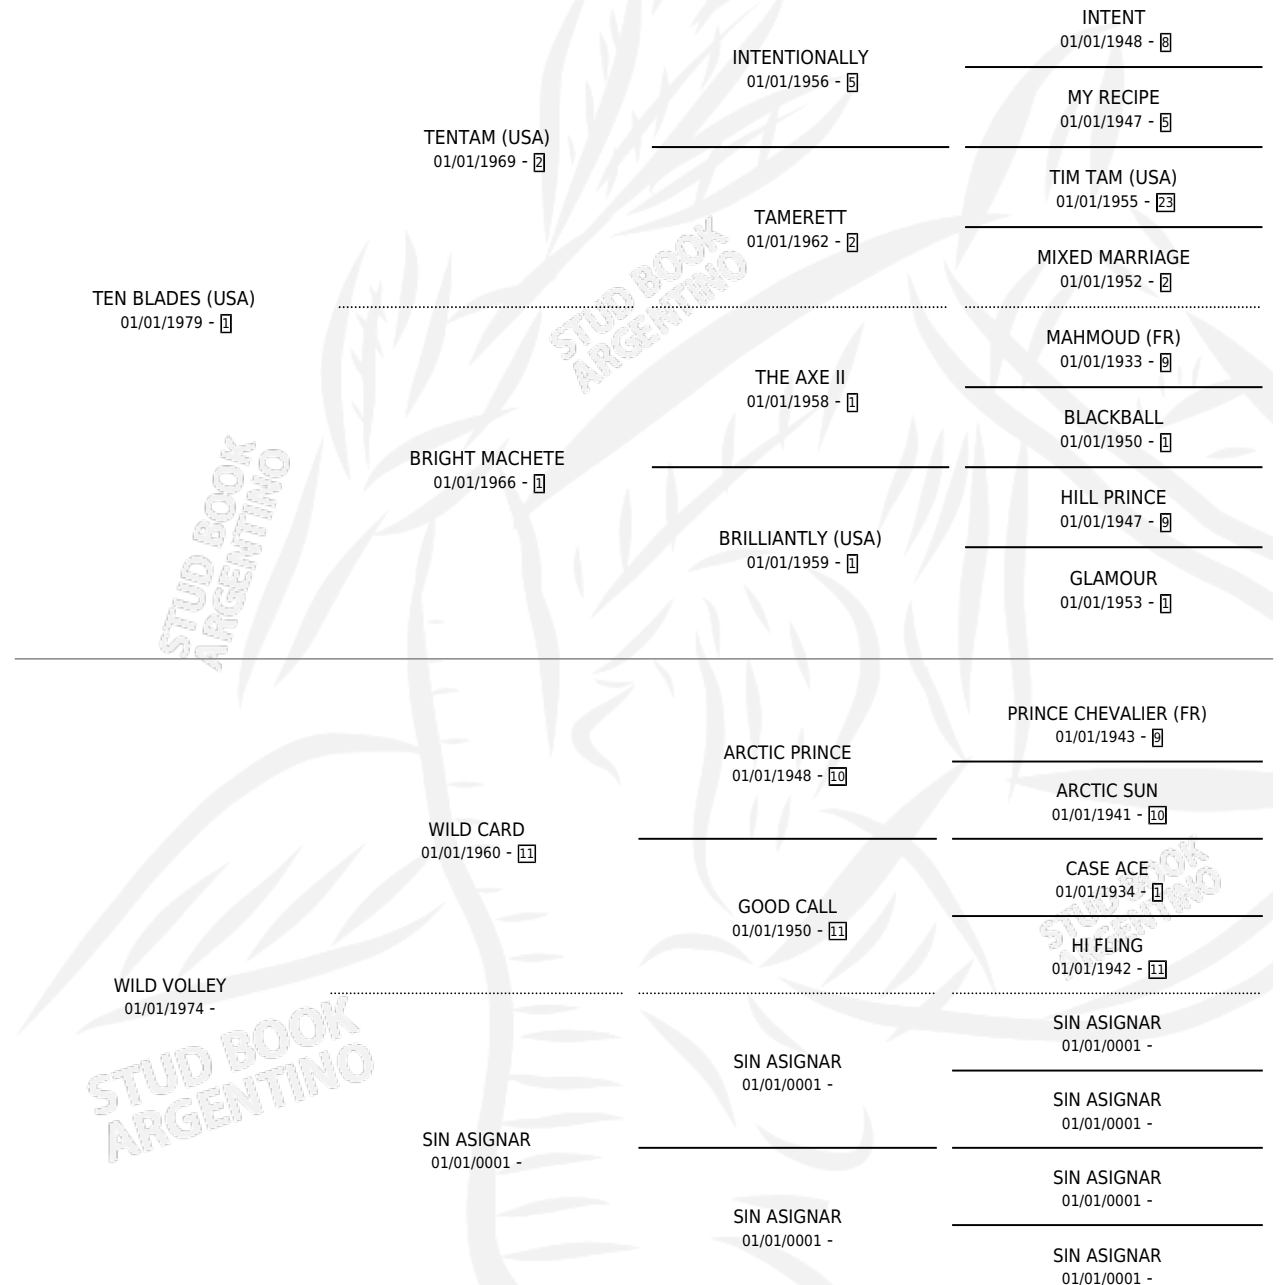 INTENT
01/01/1948 - 8
INTENTIONALLY
01/01/1956 - 5
MY RECIPE
01/01/1947 - 5
TENTAM (USA)
01/01/1969 - 2
TIM TAM (USA)
01/01/1955 - 23
TAMERETT
01/01/1962 - 2
MIXED MARRIAGE
01/01/1952 - 2
STUD BOOK
ARGENTINO
TEN BLADES (USA)
01/01/1979 - 1
MAHMOUD (FR)
01/01/1933 - 9
THE AXE II
01/01/1958 - 1
BLACKBALL
01/01/1950 - 1
BRIGHT MACHETE
01/01/1966 - 1
HILL PRINCE
01/01/1947 - 9
BRILLIANTLY (USA)
01/01/1959 - 1
GLAMOUR
01/01/1953 - 1
STUD BOOK
ARGENTINO
PRINCE CHEVALIER (FR)
01/01/1943 - 9
ARCTIC PRINCE
01/01/1948 - 10
ARCTIC SUN
01/01/1941 - 10
WILD CARD
01/01/1960 - 11
CASE ACE
01/01/1934 - 1
GOOD CALL
01/01/1950 - 11
HI FLING
01/01/1942 - 11
STUD BOOK
ARGENTINO
WILD VOLLEY
01/01/1974 -
SIN ASIGNAR
01/01/0001 -
SIN ASIGNAR
01/01/0001 -
SIN ASIGNAR
01/01/0001 -
STUD BOOK
ARGENTINO
SIN ASIGNAR
01/01/0001 -
SIN ASIGNAR
01/01/0001 -
SIN ASIGNAR
01/01/0001 -
SIN ASIGNAR
01/01/0001 -